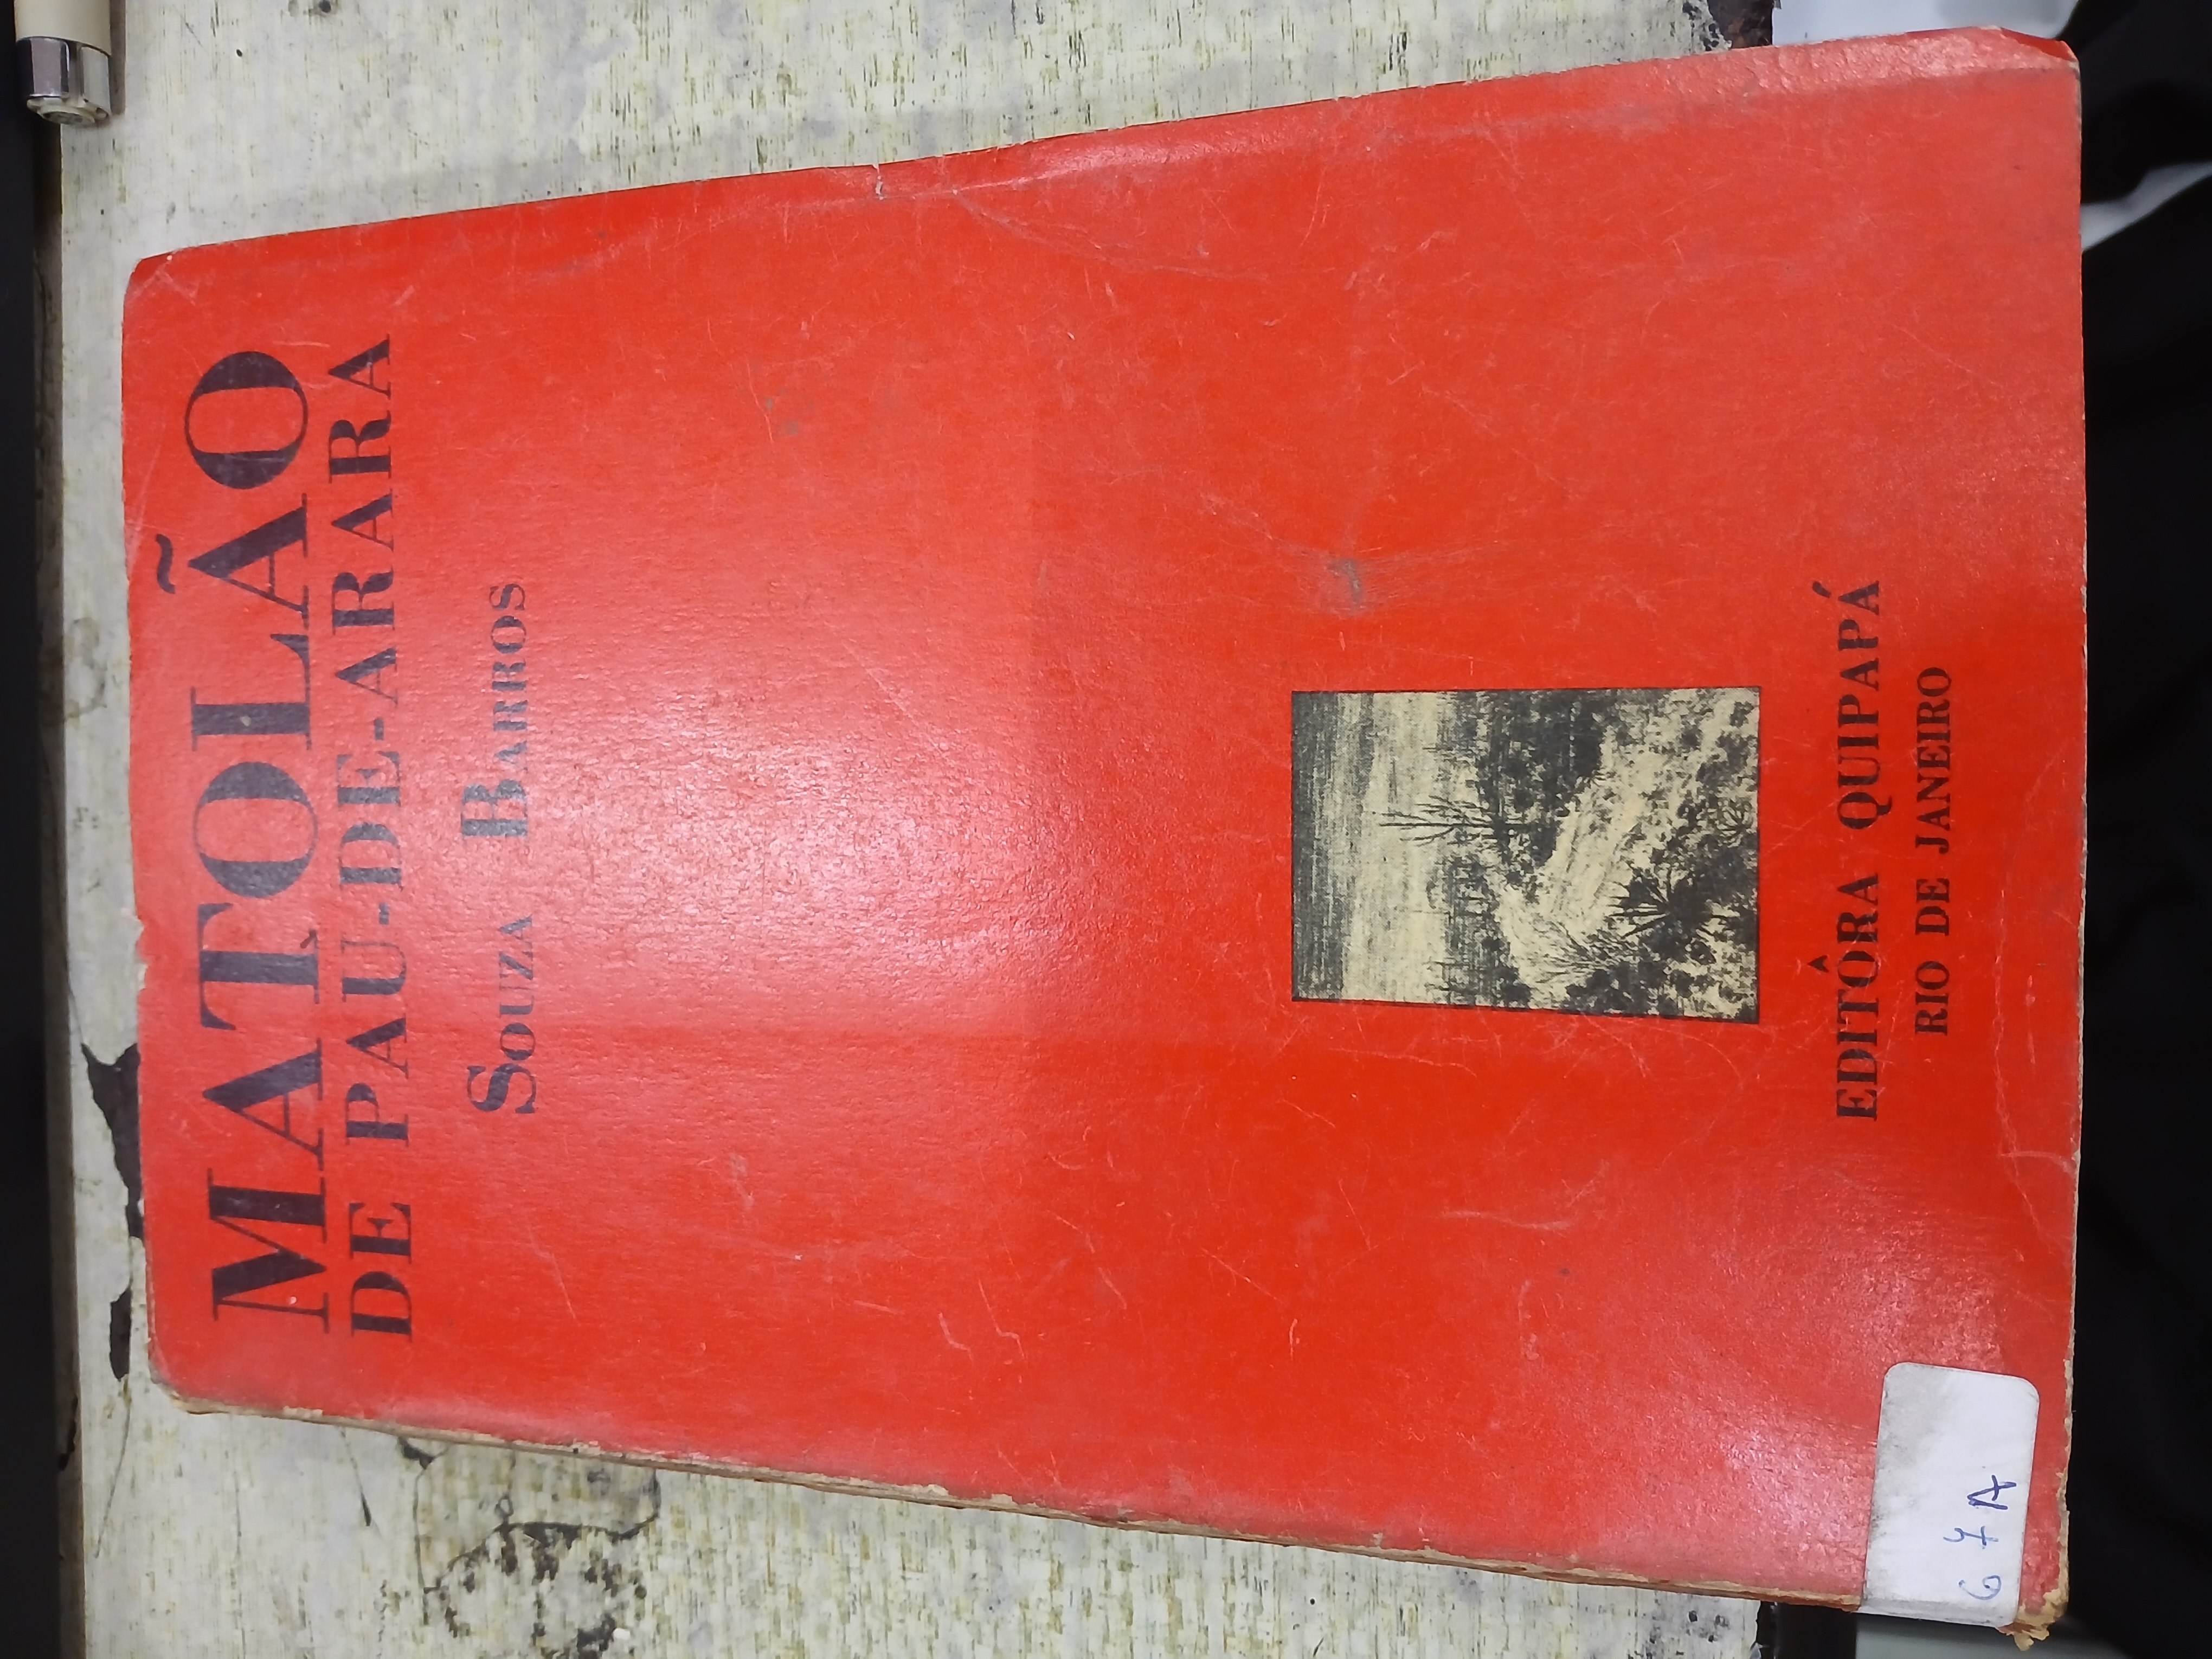 MATOLÃO
DE PAU-DE-ARARA
SOUZA BARROS
EDITÔRA QUIPAPÁ
RIO DE JANEIRO
67A